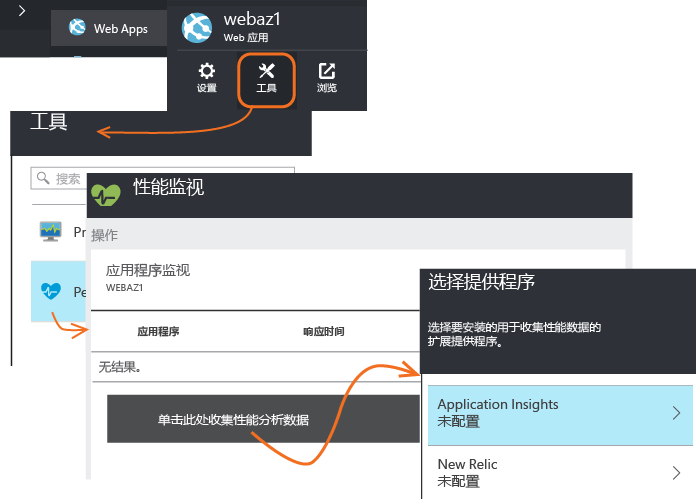 Web Apps
webaz1
Web 应用
设置
工具
浏览
工具
搜索
Pr
Pe
性能监视
操作
应用程序监视
WEBAZ1
应用程序
响应时间
无结果。
单击此处收集性能分析数据
选择提供程序
选择要安装的用于收集性能数据的
扩展提供程序。
Application Insights
未配置
New Relic
未配置